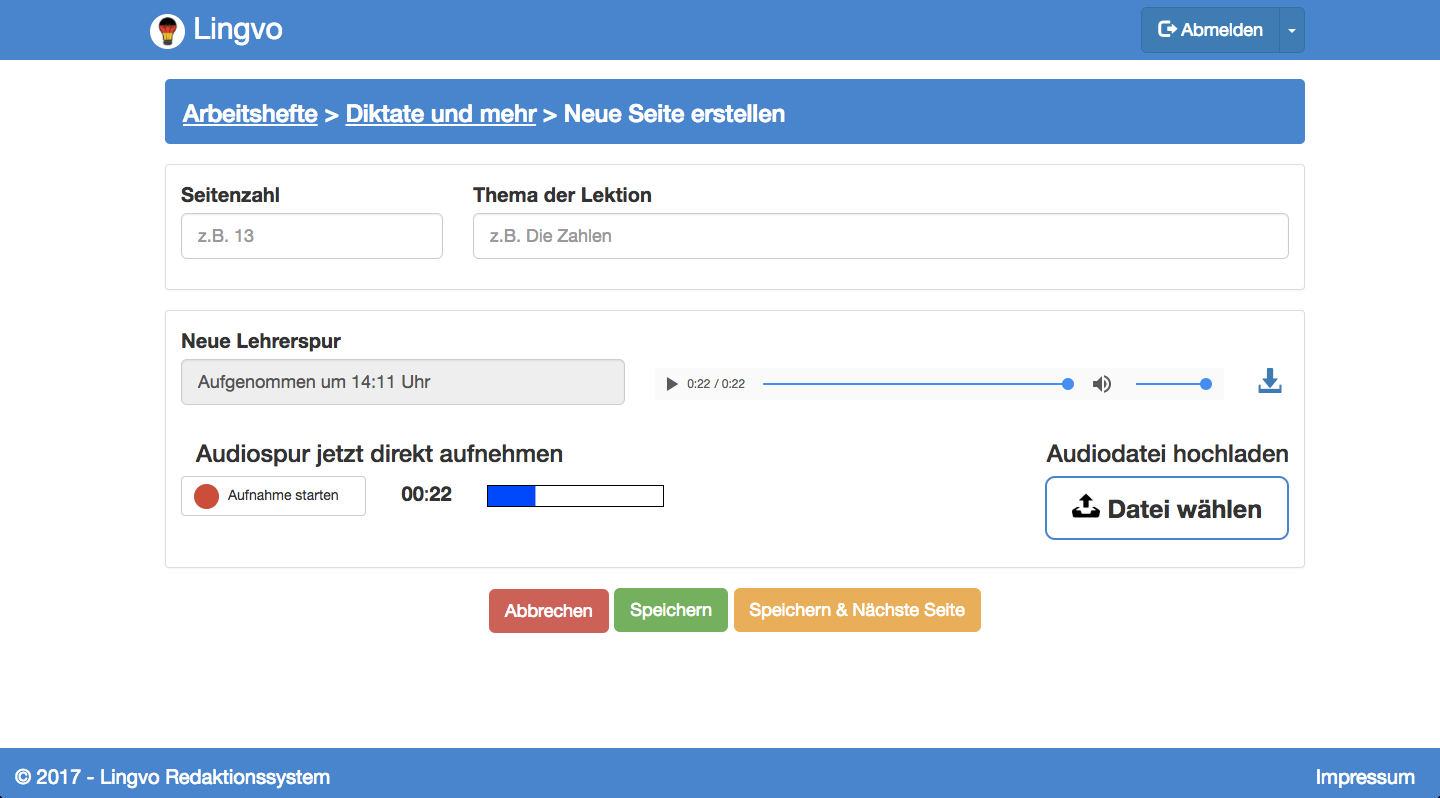 Lingvo
Abmelden
Arbeitshefte > Diktate und mehr > Neue Seite erstellen
Seitenzahl
Thema der Lektion
z.B. 13
z.B. Die Zahlen
Neue Lehrerspur
Aufgenommen um 14:11 Uhr
0:22 / 0:22
Audiospur jetzt direkt aufnehmen
Audiodatei hochladen
Aufnahme starten
00:22
Datei wählen
Abbrechen
Speichern
Speichern & Nächste Seite
© 2017 - Lingvo Redaktionssystem
Impressum